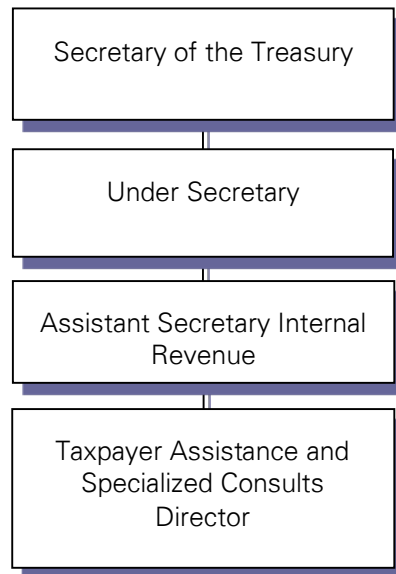 Secretary of the Treasury
Under Secretary
Assistant Secretary Internal
Revenue
Taxpayer Assistance and
Specialized Consults
Director